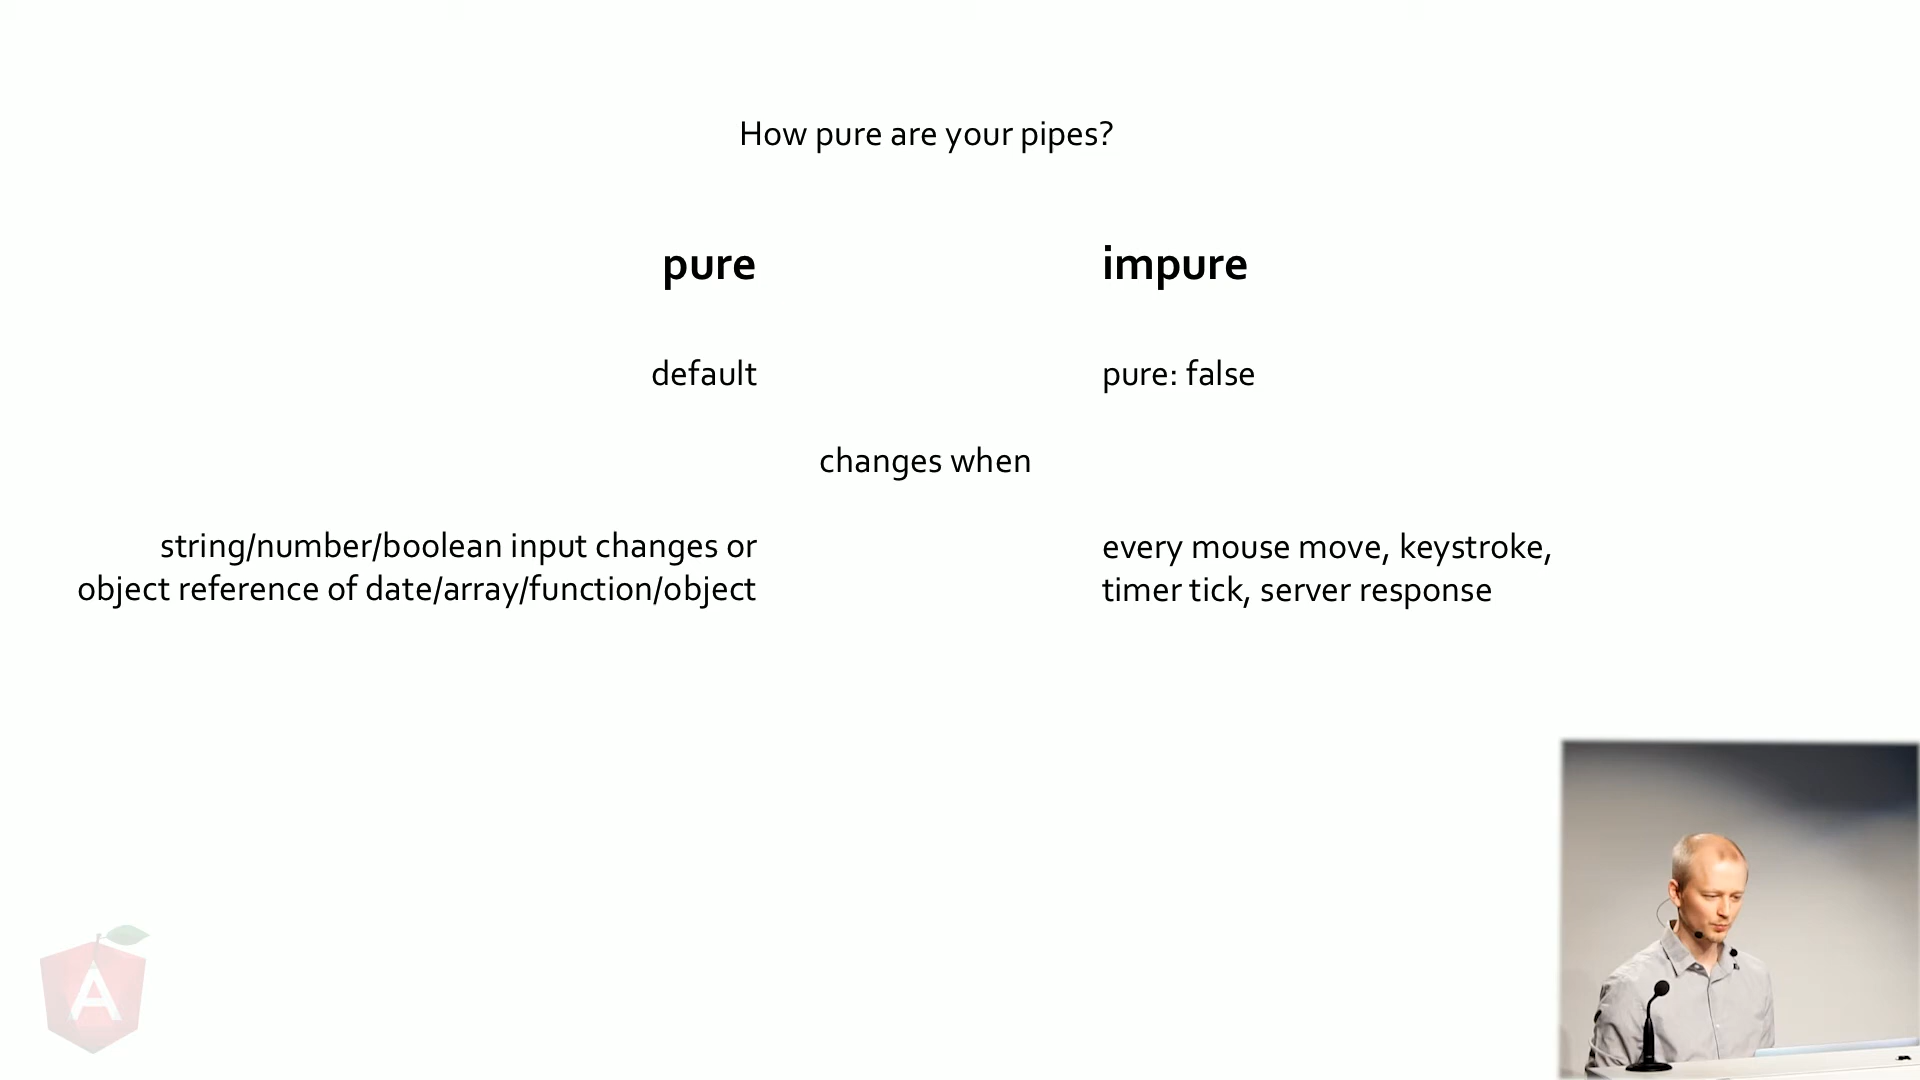 How pure are your pipes?
pure
impure
default
pure: false
changes when
string/number/boolean input changes or
object reference of date/array/function/object
every mouse move, keystroke,
timer tick, server response
A